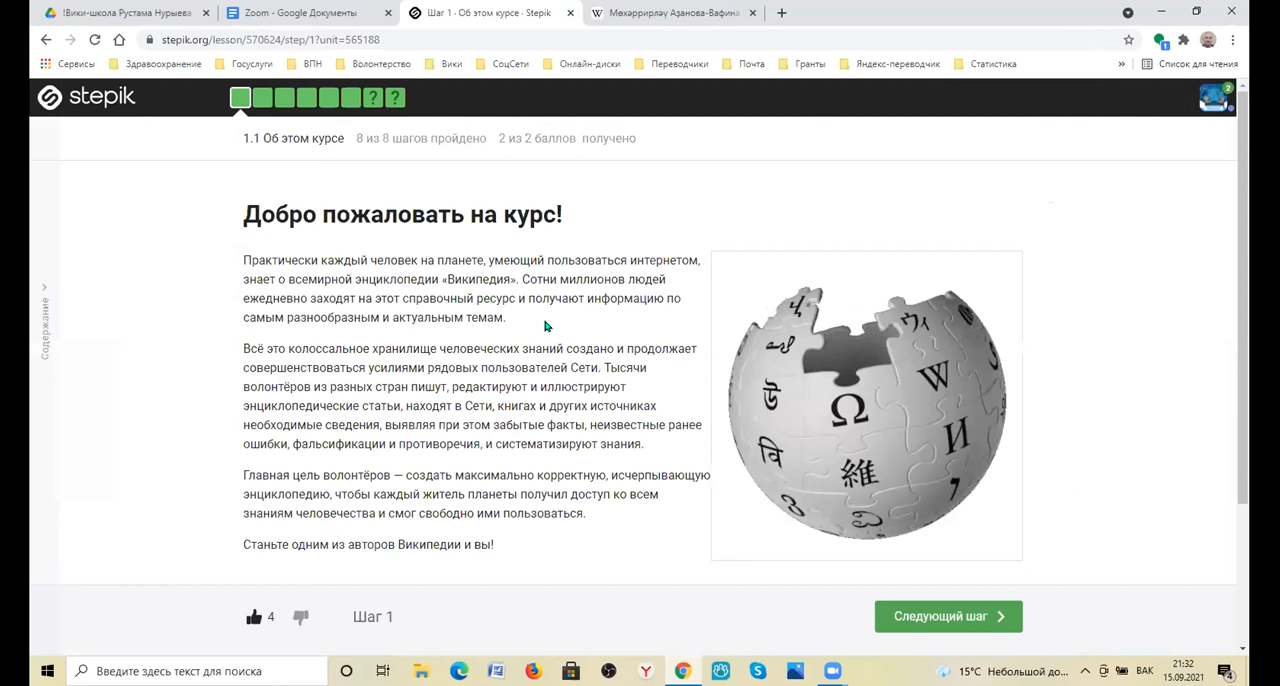 !Вики-школа Рустама Нурыева
Zoom - Google Документы
Шаг 1 · Об этом курсе · Stepik
Мөхәррирләү Аҙанова-Вафина
stepik.org/lesson/570624/step/1?unit=565188
Сервисы Здравоохранение Госуслуги ВПН Волонтерство Вики СоцСети Онлайн-диски Переводчики Почта Гранты Яндекс-переводчик Статистика » Список для чтения
stepik ? ? 2
1.1 Об этом курсе 8 из 8 шагов пройдено 2 из 2 баллов получено
Содержание
Добро пожаловать на курс!
Практически каждый человек на планете, умеющий пользоваться интернетом,
знает о всемирной энциклопедии «Википедия». Сотни миллионов людей
ежедневно заходят на этот справочный ресурс и получают информацию по
самым разнообразным и актуальным темам.
Всё это колоссальное хранилище человеческих знаний создано и продолжает
совершенствоваться усилиями рядовых пользователей Сети. Тысячи
волонтёров из разных стран пишут, редактируют и иллюстрируют
энциклопедические статьи, находят в Сети, книгах и других источниках
необходимые сведения, выявляя при этом забытые факты, неизвестные ранее
ошибки, фальсификации и противоречия, и систематизируют знания.
Главная цель волонтёров — создать максимально корректную, исчерпывающую
энциклопедию, чтобы каждый житель планеты получил доступ ко всем
знаниям человечества и смог свободно ими пользоваться.
Станьте одним из авторов Википедии и вы!
Ω W И 維 ウィ वि
4 Шаг 1 Следующий шаг
Введите здесь текст для поиска
15°C Небольшой до...
ВАК
21:32
15.09.2021
4